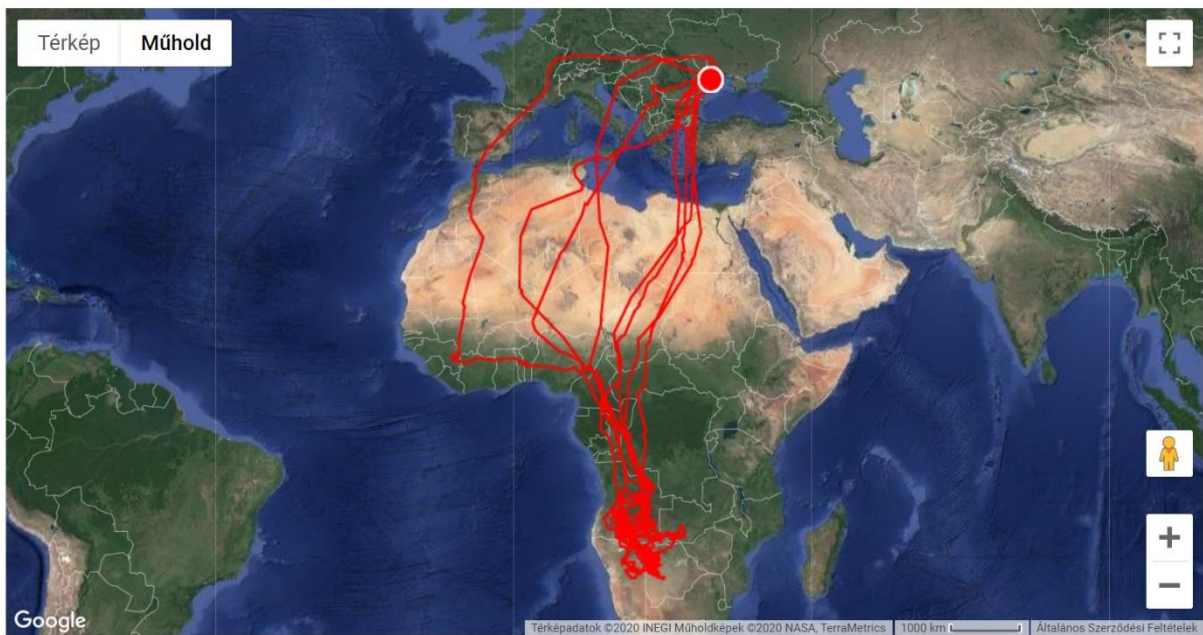 Térkép
Műhold
Google
Térképadatok ©2020 INEGI Műholdképek ©2020 NASA, TerraMetrics
1000 km
Általános Szerződési Feltételek